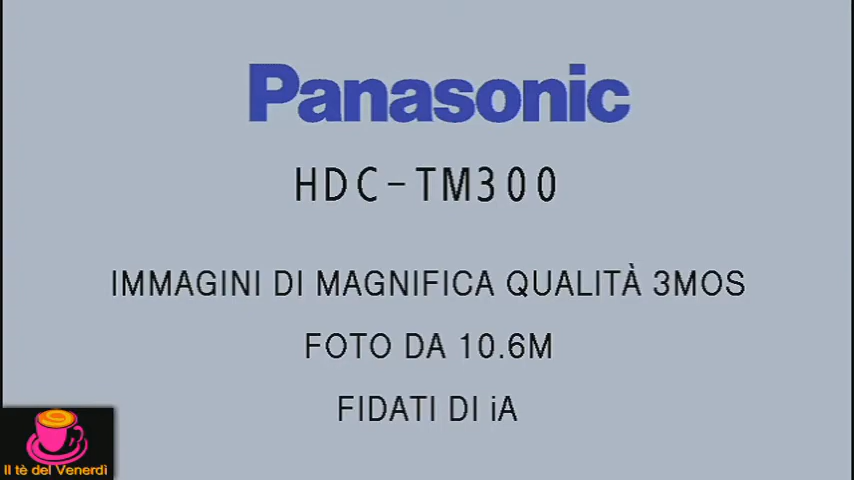 Panasonic
HDC-TM300
IMMAGINI DI MAGNIFICA QUALITÀ 3MOS
FOTO DA 10.6M
FIDATI DI iA
Il tè del Venerdì